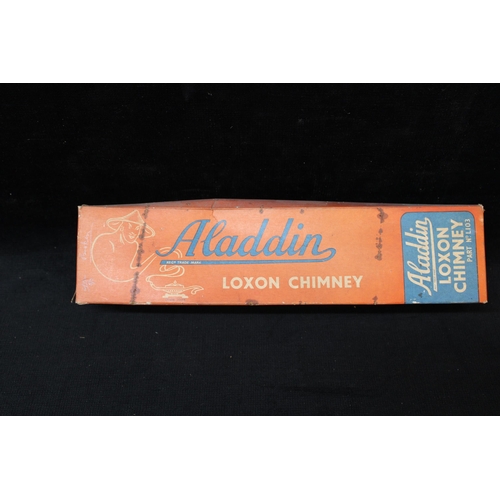 Aladdin
REGD TRADE MARK
LOXON CHIMNEY
Aladdin
LOXON
CHIMNEY
PART Nº L103